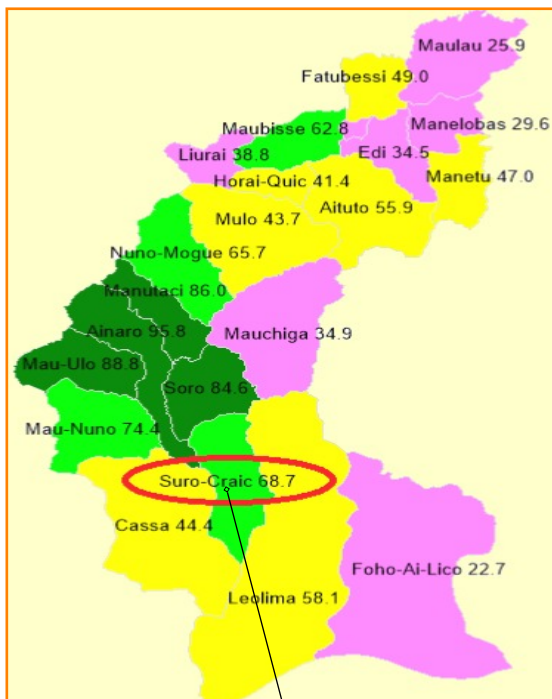 Maulau 25.9
Fatubessi 49.0
Maubisse 62.8
Manelobas 29.6
Liurai 38.8
Edi 34.5
Horai-Quic 41.4
Manetu 47.0
Aituto 55.9
Mulo 43.7
Nuno-Mogue 65.7
Manutaci 86.0
Ainaro 95.8
Mauchiga 34.9
Mau-Ulo 88.8
Soro 84.6
Mau-Nuno 74.4
Suro-Craic 68.7
Cassa 44.4
Foho-Ai-Lico 22.7
Leolima 58.1